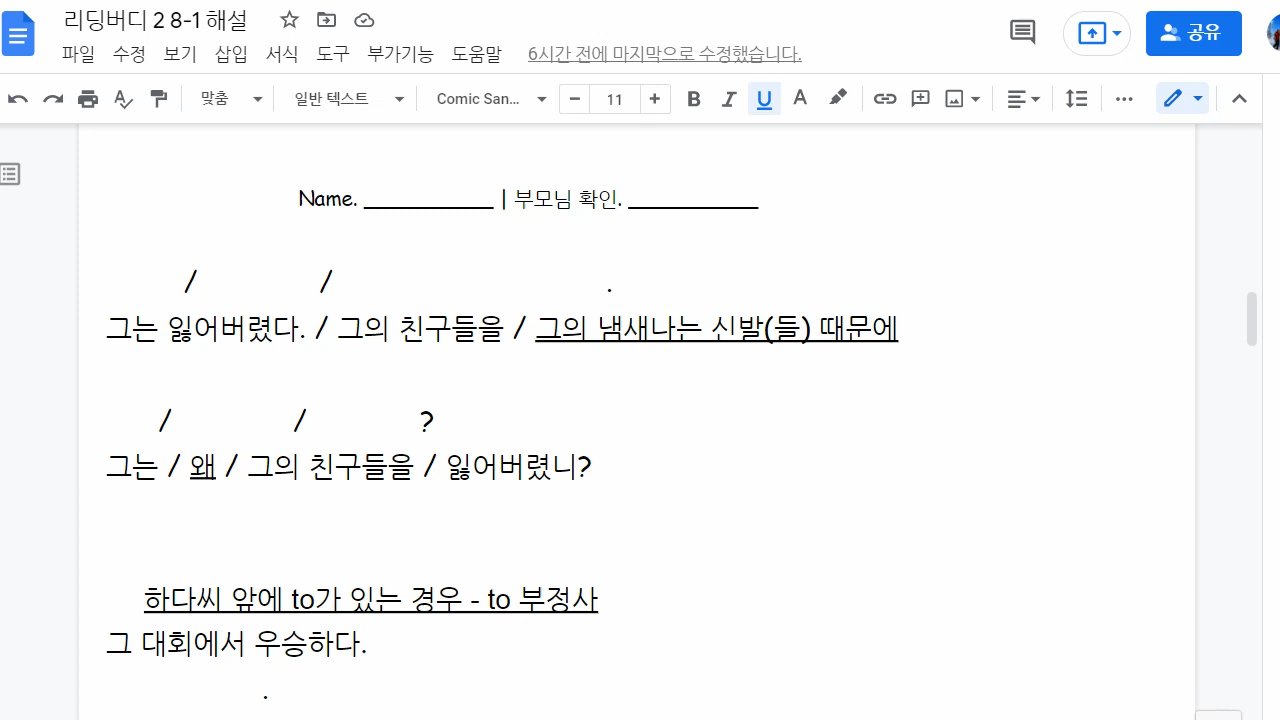 리딩버디 2 8-1 해설
파일 수정 보기 삽입 서식 도구 부가기능 도움말 6시간 전에 마지막으로 수정했습니다.
공유
맞춤 일반 텍스트 Comic San... − 11 + B I U A ...
Name. __________ | 부모님 확인. __________
/ / .
그는 잃어버렸다. / 그의 친구들을 / 그의 냄새나는 신발(들) 때문에
/ / ?
그는 / 왜 / 그의 친구들을 / 잃어버렸니?
하다씨 앞에 to가 있는 경우 - to 부정사
그 대회에서 우승하다.
.